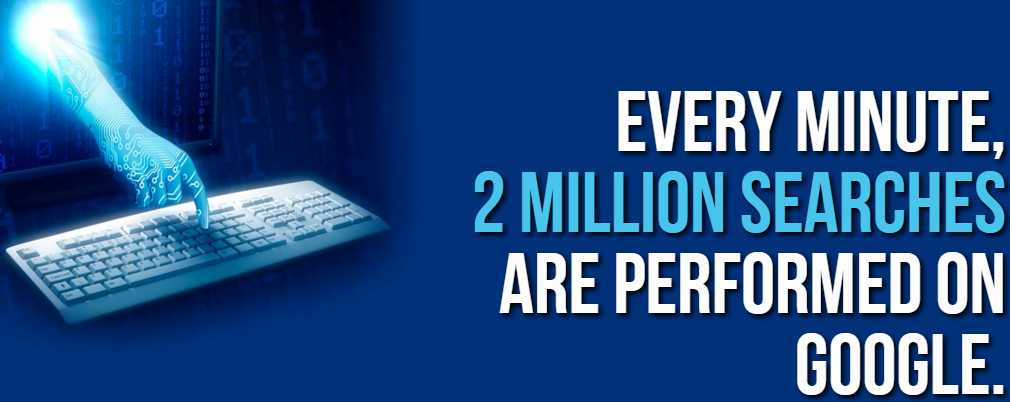 EVERY MINUTE,
2 MILLION SEARCHES
ARE PERFORMED ON
GOOGLE.